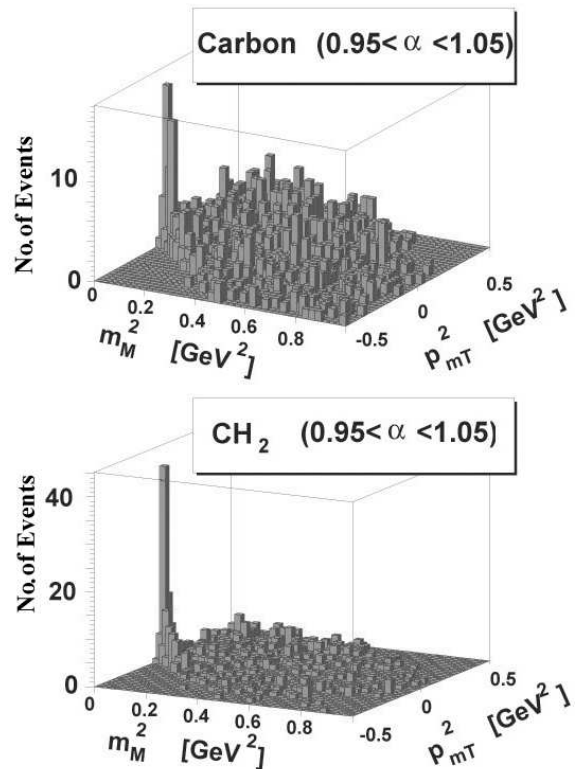 Carbon (0.95< α <1.05)
No.of Events
10
0
0
0.2
0.4
0.6
0.8
m_M^2 [GeV^2]
-0.5
0
0.5
p_mT^2 [GeV^2]
CH_2 (0.95< α <1.05)
No.of Events
40
20
0
0
0.2
0.4
0.6
0.8
m_M^2 [GeV^2]
-0.5
0
0.5
p_mT^2 [GeV^2]